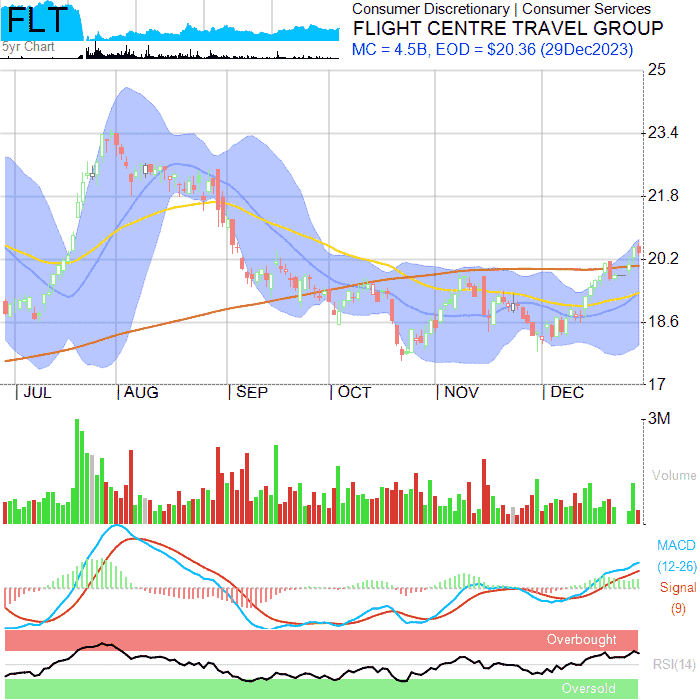 FLT
5yr Chart
Consumer Discretionary | Consumer Services
FLIGHT CENTRE TRAVEL GROUP
MC = 4.5B, EOD = $20.36 (29Dec2023)
25
23.4
21.8
20.2
18.6
17
JUL AUG SEP OCT NOV DEC
3M
Volume
MACD
(12-26)
Signal
(9)
Overbought
RSI(14)
Oversold